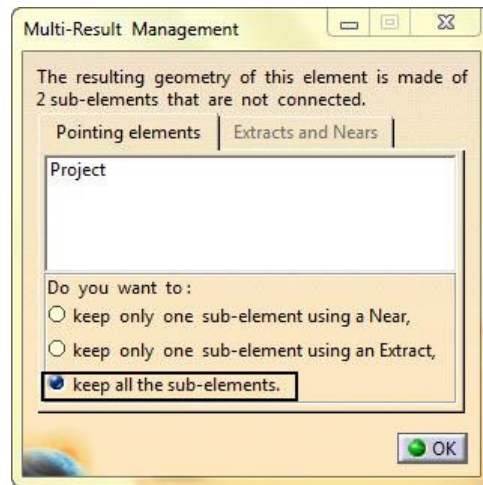 Multi-Result Management
The resulting geometry of this element is made of
2 sub-elements that are not connected.
Pointing elements
Extracts and Nears
Project
Do you want to:
keep only one sub-element using a Near,
keep only one sub-element using an Extract,
keep all the sub-elements.
OK